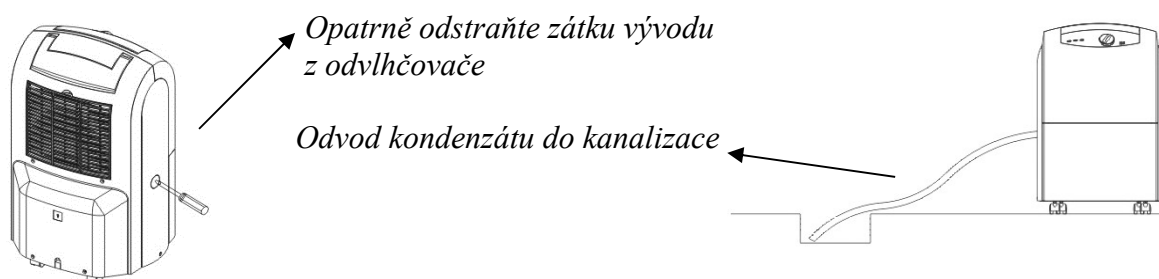 Opatrně odstraňte zátku vývodu
z odvlhčovače
Odvod kondenzátu do kanalizace